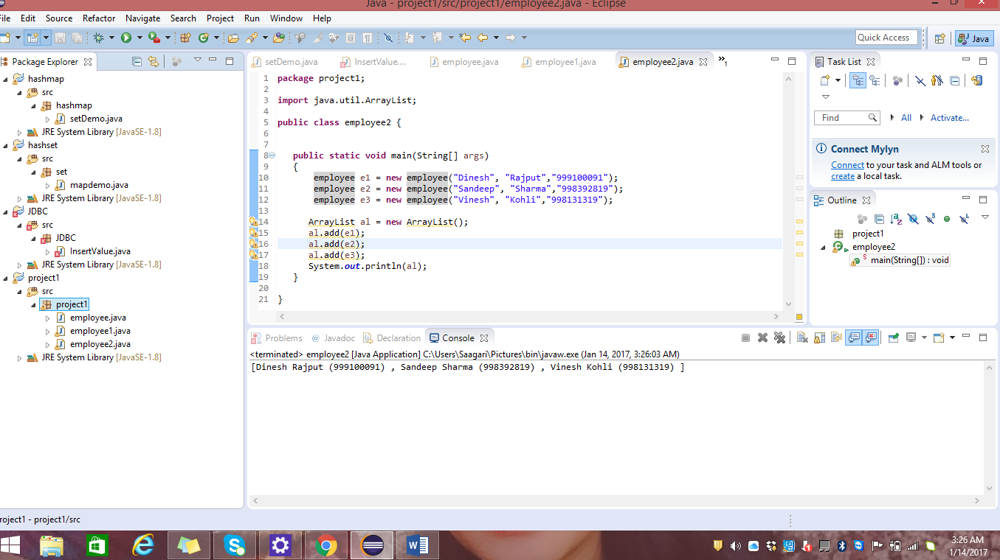 Java - project1/src/project1/employee2.java - Eclipse
File Edit Source Refactor Navigate Search Project Run Window Help
Quick Access
Java
Package Explorer
hashmap
src
hashmap
setDemo.java
JRE System Library [JavaSE-1.8]
hashset
src
set
mapdemo.java
JRE System Library [JavaSE-1.8]
JDBC
src
JDBC
InsertValue.java
JRE System Library [JavaSE-1.8]
project1
src
project1
employee.java
employee1.java
employee2.java
JRE System Library [JavaSE-1.8]
setDemo.java InsertValue.... employee.java employee1.java employee2.java »1
1 package project1;
2
3 import java.util.ArrayList;
4
5 public class employee2 {
6
7
8 public static void main(String[] args)
9 {
10 employee e1 = new employee("Dinesh", "Rajput","999100091");
11 employee e2 = new employee("Sandeep", "Sharma","998392819");
12 employee e3 = new employee("Vinesh", "Kohli","998131319");
13
14 ArrayList al = new ArrayList();
15 al.add(e1);
16 al.add(e2);
17 al.add(e3);
18 System.out.println(al);
19 }
20
21 }
Task List
Find All Activate...
Connect Mylyn
Connect to your task and ALM tools or
create a local task.
Outline
project1
employee2
S main(String[]) : void
Problems @ Javadoc Declaration Console
<terminated> employee2 [Java Application] C:\Users\Saagari\Pictures\bin\javaw.exe (Jan 14, 2017, 3:26:03 AM)
[Dinesh Rajput (999100091) , Sandeep Sharma (998392819) , Vinesh Kohli (998131319) ]
roject1 - project1/src
3:26 AM
1/14/2017